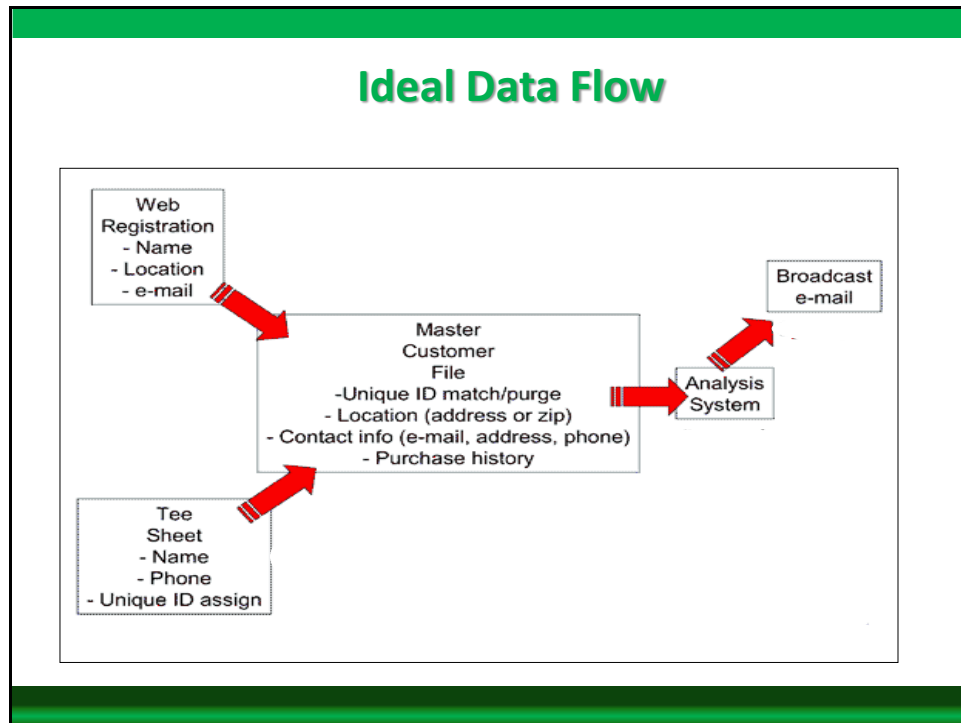 Ideal Data Flow
Web
Registration
- Name
- Location
- e-mail
Broadcast
e-mail
Master
Customer
File
-Unique ID match/purge
- Location (address or zip)
- Contact info (e-mail, address, phone)
- Purchase history
Analysis
System
Tee
Sheet
- Name
- Phone
- Unique ID assign